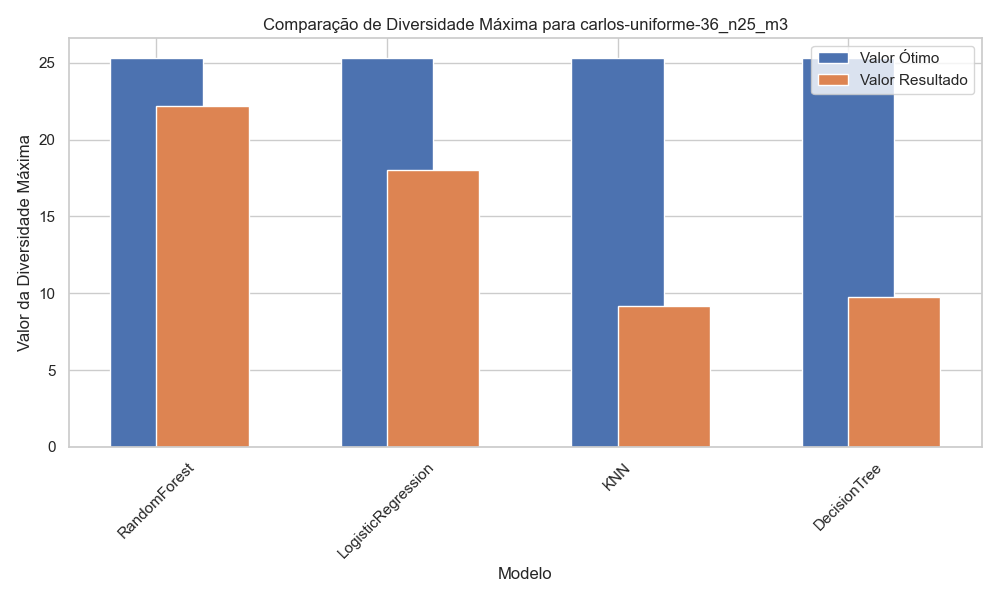 Comparação de Diversidade Máxima para carlos-uniforme-36_n25_m3
Valor Ótimo
Valor Resultado
Valor da Diversidade Máxima
25
20
15
10
5
0
RandomForest
LogisticRegression
KNN
DecisionTree
Modelo